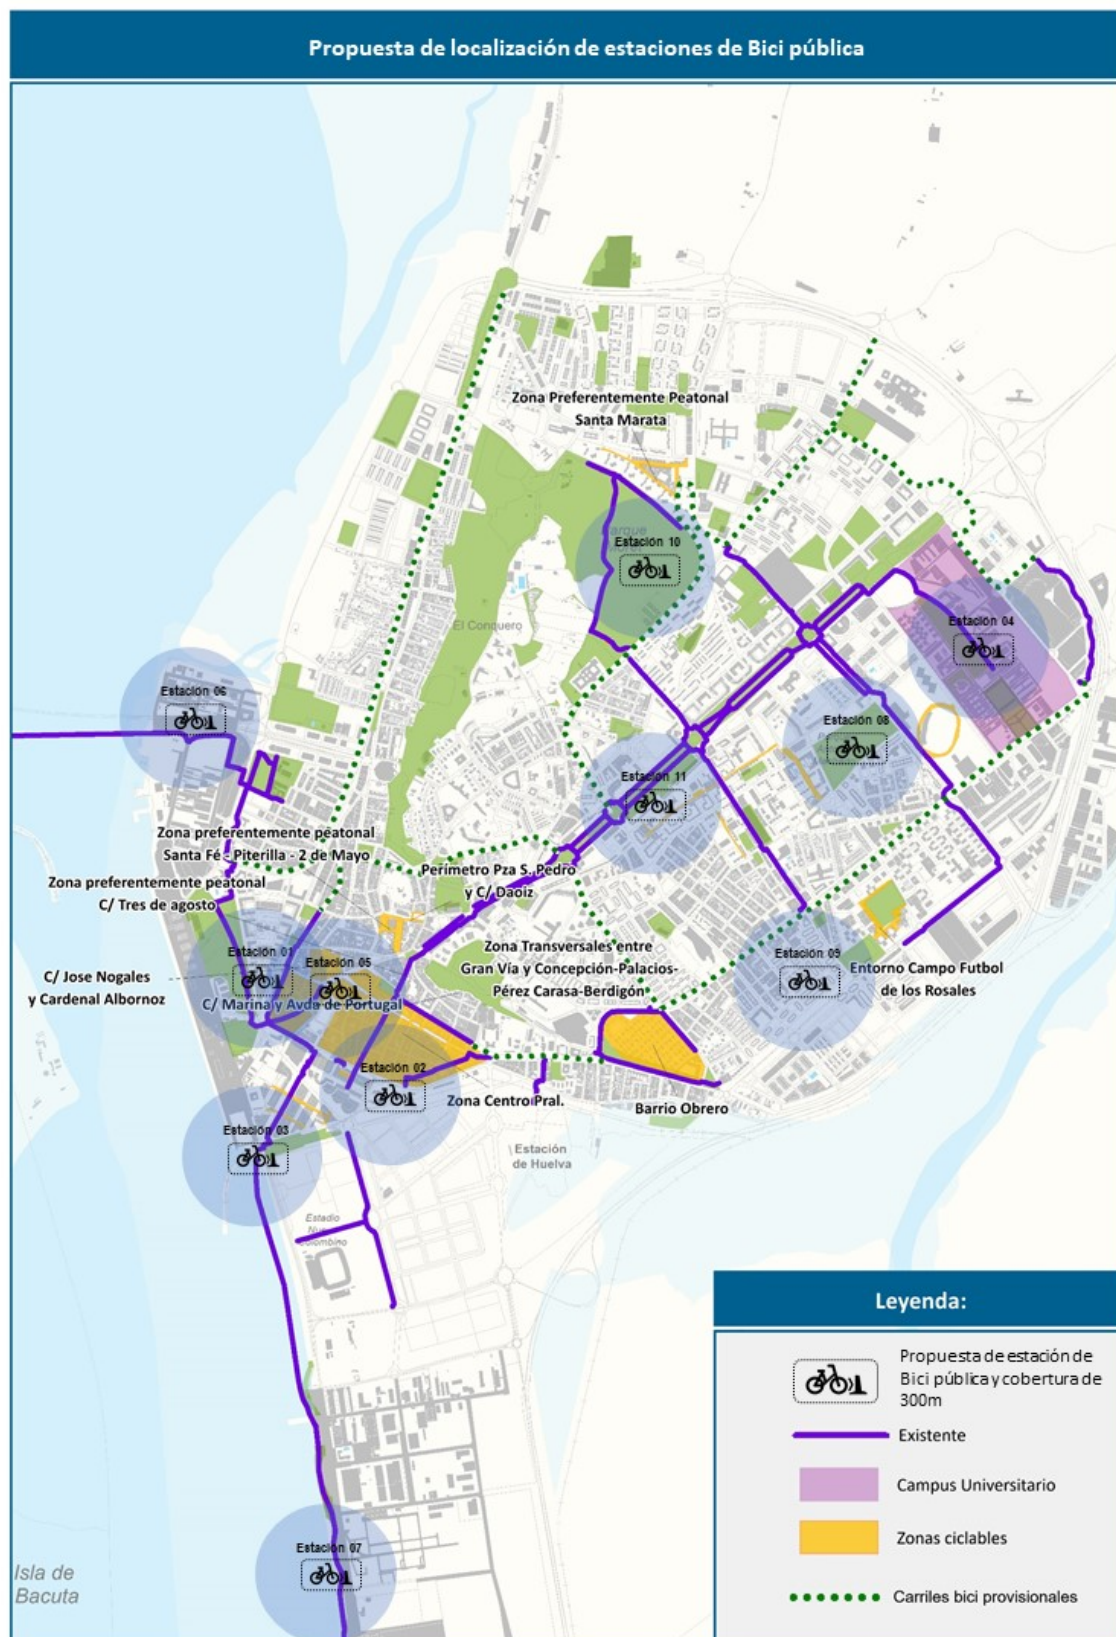 Propuesta de localización de estaciones de Bici pública
Zona Preferentemente Peatonal
Santa Marata
Estación 10
El Conquero
Estación 04
Estación 06
Estación 08
Estación 11
Zona preferentemente peatonal
Santa Fé - Piterilla - 2 de Mayo
Perímetro Pza S. Pedro
y C/ Daoiz
Zona preferentemente peatonal
C/ Tres de agosto
Zona Transversales entre
Gran Vía y Concepción-Palacios-
Pérez Carasa-Berdigón
Estación 01
Estación 05
Estación 09
Entorno Campo Futbol
de los Rosales
C/ Jose Nogales
y Cardenal Albornoz
C/ Marina y Avda de Portugal
Estación 02
Zona Centro Pral.
Barrio Obrero
Estación 03
Estación
de Huelva
Estadio
Colombino
Estación 07
Isla de
Bacuta
Leyenda:
Propuesta de estación de
Bici pública y cobertura de
300m
Existente
Campus Universitario
Zonas ciclables
Carriles bici provisionales